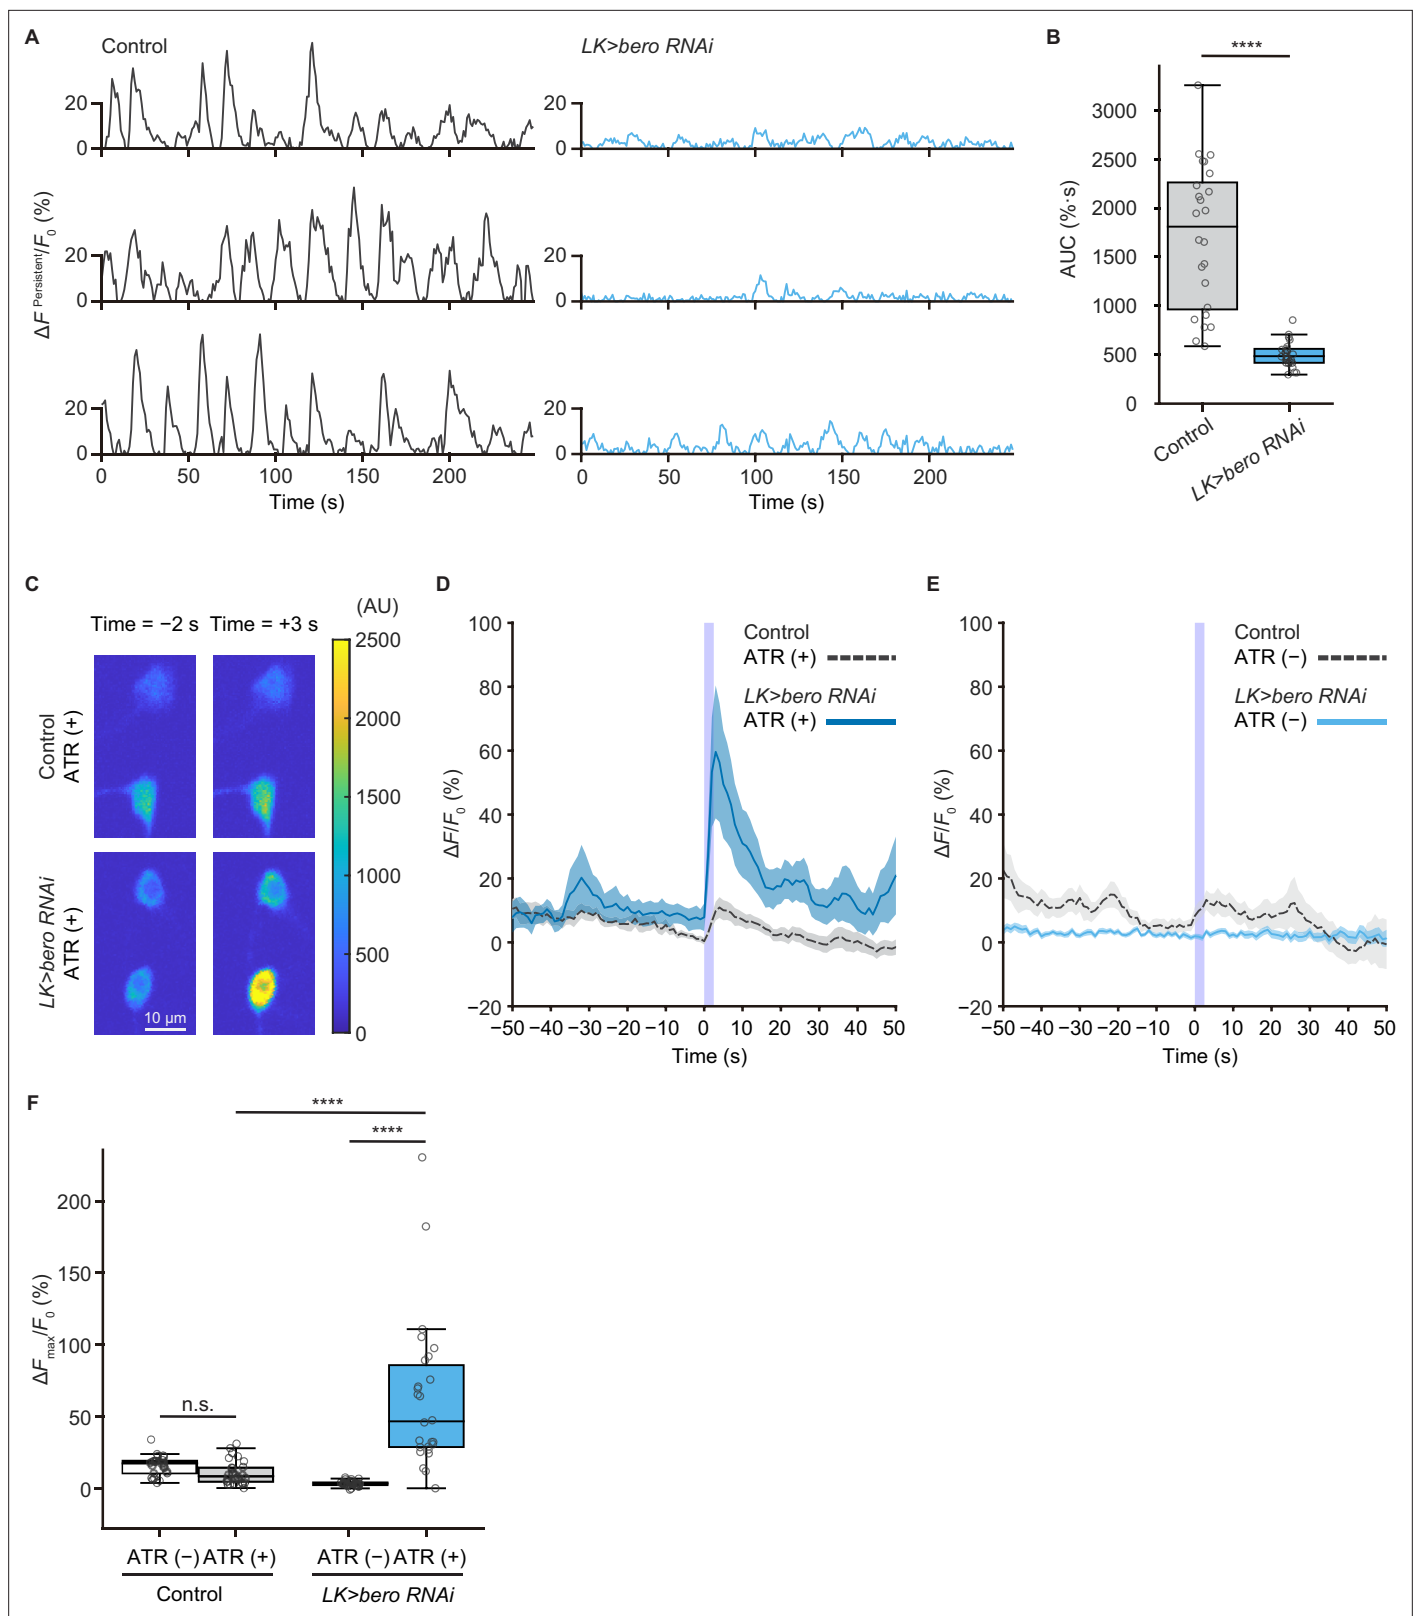 A
Control
LK>bero RNAi
ΔF Persistent/F0 (%)
20
0
20
0
20
0
20
0
20
0
20
0
0 50 100 150 200
Time (s)
0 50 100 150 200
Time (s)
B
****
AUC (%·s)
3000
2500
2000
1500
1000
500
0
Control
LK>bero RNAi
C
Time = −2 s Time = +3 s
(AU)
Control
ATR (+)
LK>bero RNAi
ATR (+)
10 µm
2500
2000
1500
1000
500
0
D
ΔF/F0 (%)
100
80
60
40
20
0
−20
Control
ATR (+)
LK>bero RNAi
ATR (+)
−50 −40 −30 −20 −10 0 10 20 30 40 50
Time (s)
E
ΔF/F0 (%)
100
80
60
40
20
0
−20
Control
ATR (−)
LK>bero RNAi
ATR (−)
−50 −40 −30 −20 −10 0 10 20 30 40 50
Time (s)
F
****
****
n.s.
ΔFmax/F0 (%)
200
150
100
50
0
ATR (−) ATR (+) ATR (−) ATR (+)
Control LK>bero RNAi